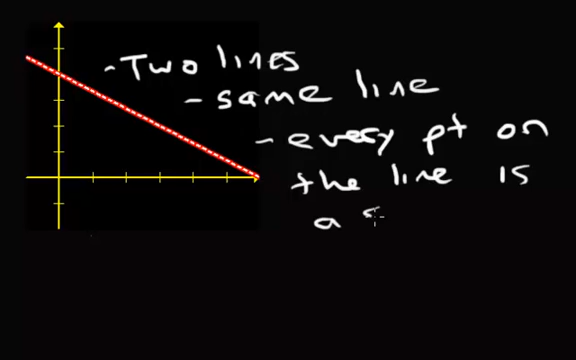 - Two lines
- same line
- every pt on
the line is
a s